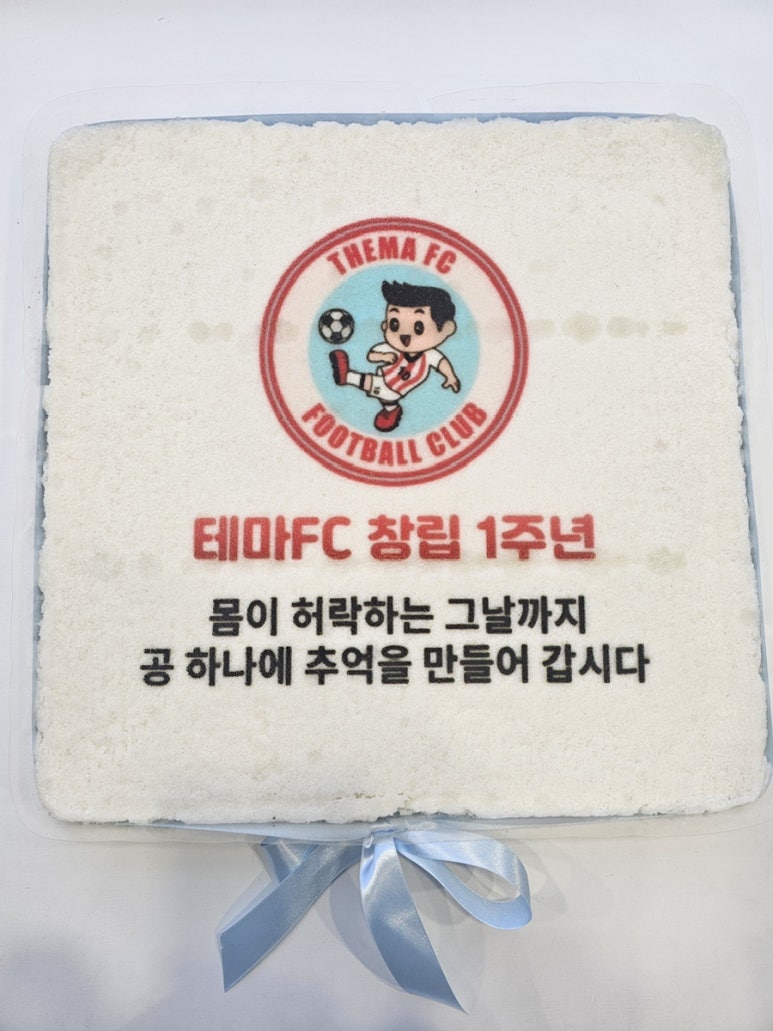 THEMA FC
10
FOOTBALL CLUB
테마FC 창립 1주년
몸이 허락하는 그날까지
공 하나에 추억을 만들어 갑시다